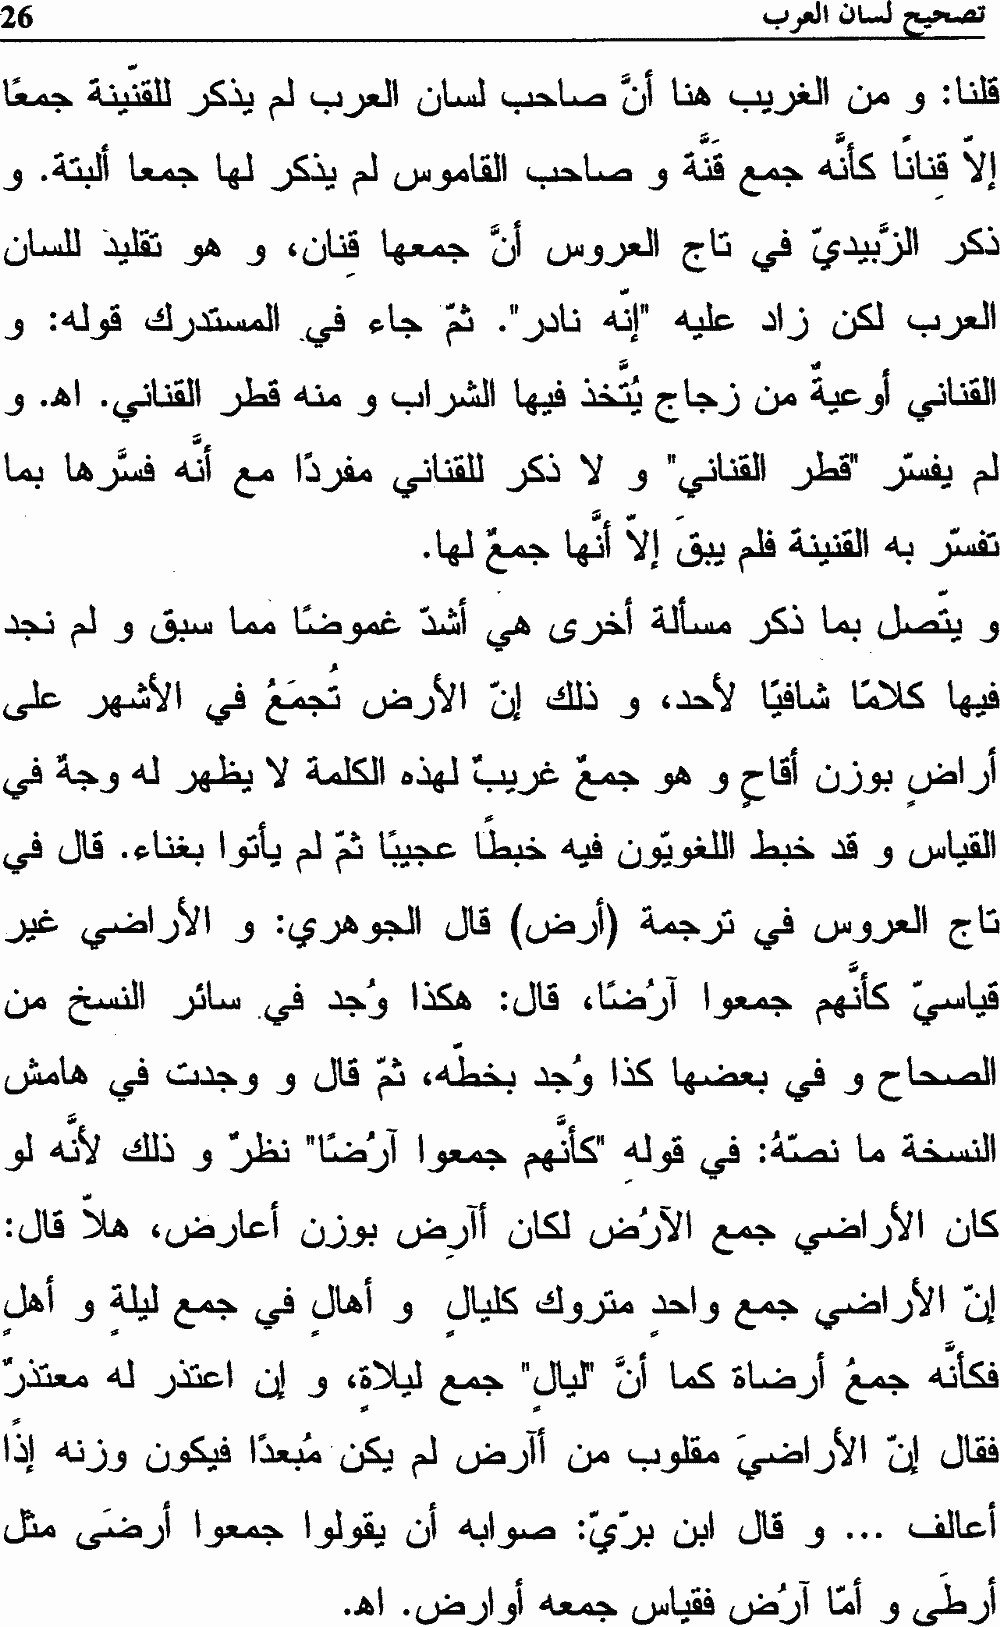 تصحيح لسان العرب 26
قلنا: و من الغريب هنا أنَّ صاحب لسان العرب لم يذكر للقنّينة جمعًا
إلاّ قِنانًا كأنّه جمع قَنَّة و صاحب القاموس لم يذكر لها جمعا ألبتة. و
ذكر الزَّبيديّ في تاج العروس أنَّ جمعها قِنان، و هو تقليدٌ للسان
العرب لكن زاد عليه "إنّه نادر". ثمّ جاء في المستدرك قوله: و
القناني أوعيةٌ من زجاج يُتَّخذ فيها الشراب و منه قطر القناني. اهـ. و
لم يفسّر "قطر القناني" و لا ذكر للقناني مفردًا مع أنَّه فسَّرها بما
تفسّر به القنينة فلم يبقَ إلاّ أنَّها جمعٌ لها.
و يتّصل بما ذكر مسألة أخرى هي أشدّ غموضًا مما سبق و لم نجد
فيها كلامًا شافيًا لأحد، و ذلك إنّ الأرض تُجمَعُ في الأشهر على
أراضٍ بوزن أقاحٍ و هو جمعٌ غريبٌ لهذه الكلمة لا يظهر له وجهٌ في
القياس و قد خبط اللغويّون فيه خبطًا عجيبًا ثمّ لم يأتوا بغناء. قال في
تاج العروس في ترجمة (أرض) قال الجوهري: و الأراضي غير
قياسيّ كأنَّهم جمعوا آرُضًا، قال: هكذا وُجد في سائر النسخ من
الصحاح و في بعضها كذا وُجد بخطّه، ثمّ قال و وجدت في هامش
النسخة ما نصّهُ: في قولِه "كأنَّهم جمعوا آرُضًا" نظرٌ و ذلك لأنَّه لو
كان الأراضي جمع الآرُض لكان أآرِض بوزن أعارض، هلاّ قال:
إنّ الأراضي جمع واحدٍ متروك كليالٍ و أهالٍ في جمع ليلةٍ و أهلٍ
فكأنَّه جمعُ أرضاة كما أنَّ "ليالٍ" جمع ليلاةٍ، و إن اعتذر له معتذرٌ
فقال إنّ الأراضيَ مقلوب من أآرض لم يكن مُبعدًا فيكون وزنه إذًا
أعالف ... و قال ابن برّيّ: صوابه أن يقولوا جمعوا أرضَى مثل
أرطَى و أمّا آرُض فقياس جمعه أوارض. اهـ.